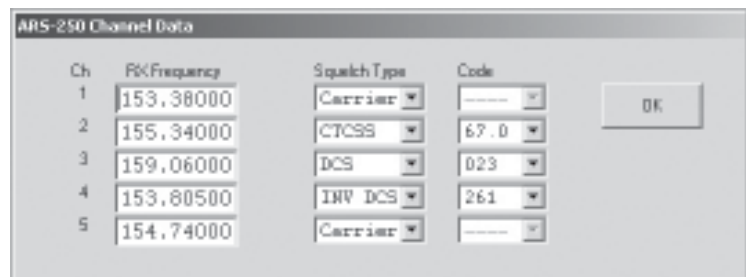 ARS-250 Channel Data
Ch RX Frequency Squelch Type Code
1 153.38000 Carrier ----
OK
2 155.34000 CTCSS 67.0
3 159.06000 DCS 023
4 153.80500 INV DCS 261
5 154.74000 Carrier ----